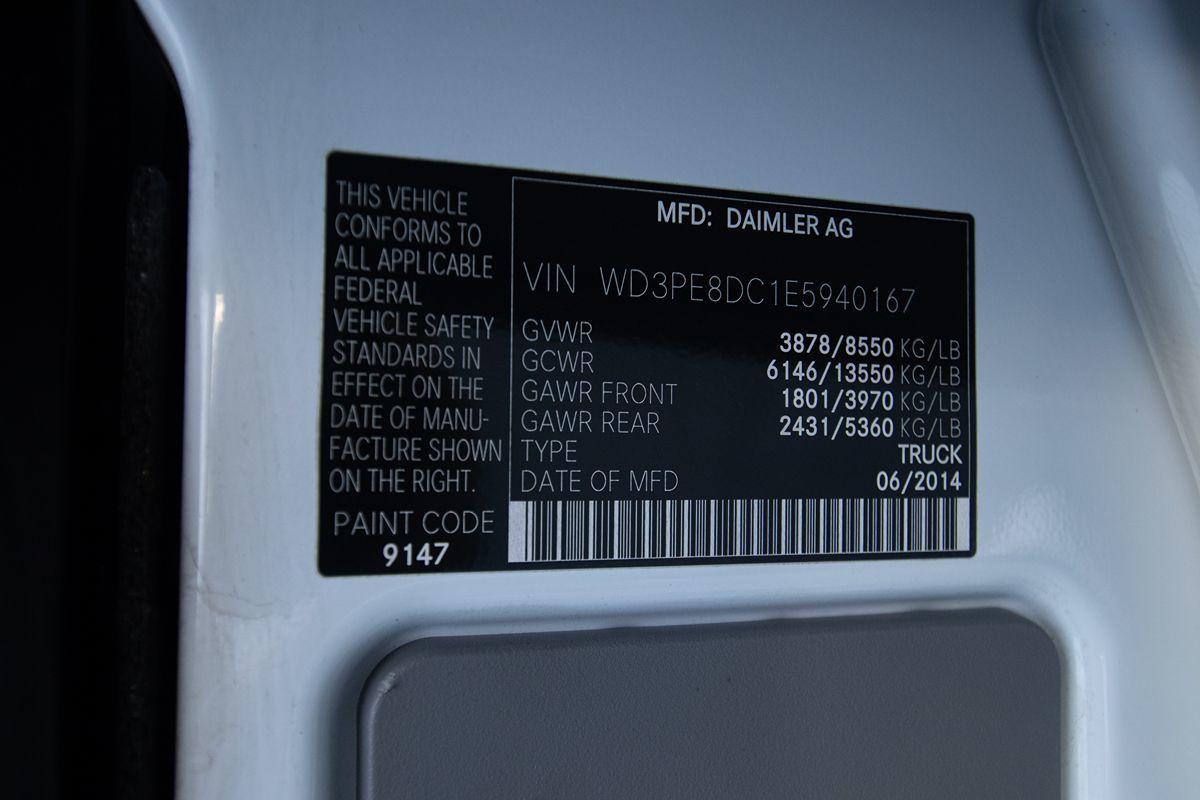 THIS VEHICLE
CONFORMS TO
ALL APPLICABLE
FEDERAL
VEHICLE SAFETY
STANDARDS IN
EFFECT ON THE
DATE OF MANU-
FACTURE SHOWN
ON THE RIGHT.
PAINT CODE
9147
MFD: DAIMLER AG
VIN WD3PE8DC1E5940167
GVWR 3878/8550 KG/LB
GCWR 6146/13550 KG/LB
GAWR FRONT 1801/3970 KG/LB
GAWR REAR 2431/5360 KG/LB
TYPE TRUCK
DATE OF MFD 06/2014